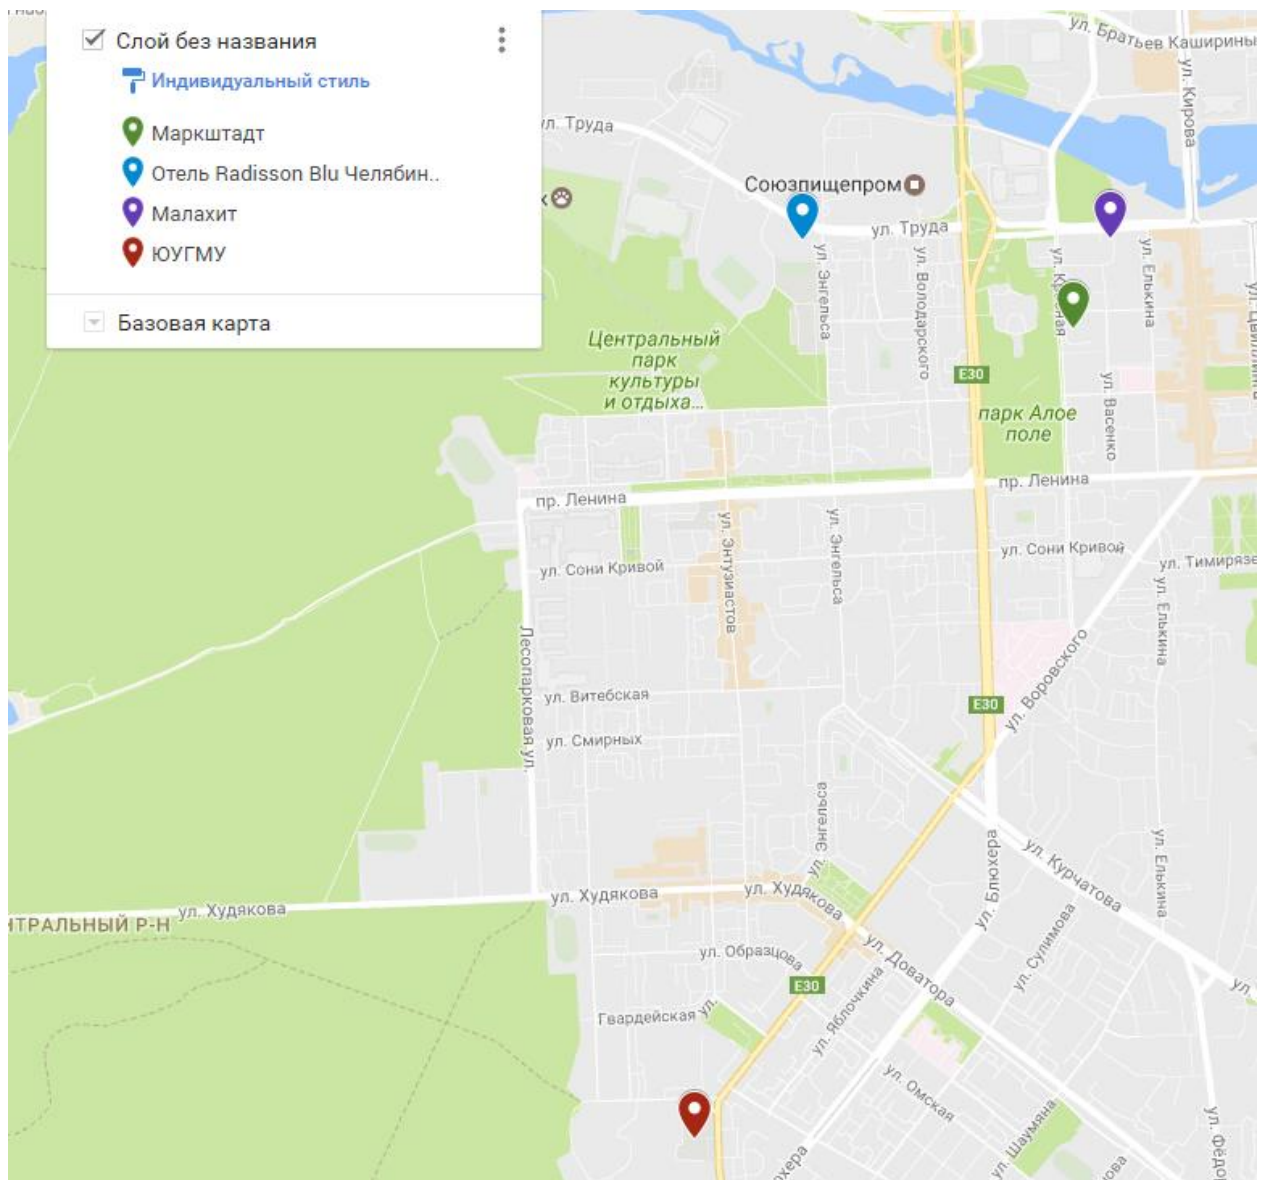 Слой без названия
Индивидуальный стиль
Маркштадт
Отель Radisson Blu Челябин..
Малахит
ЮУГМУ
Базовая карта
ул. Братьев Кашириных
ул. Кирова
ул. Труда
Союзпищепром
ул. Труда
ул. Энгельса
ул. Володарского
ул. Красная
ул. Елькина
Центральный
парк
культуры
и отдыха...
E30
парк Алое
поле
ул. Васенко
пр. Ленина
пр. Ленина
ул. Энтузиастов
ул. Энгельса
ул. Сони Кривой
ул. Сони Кривой
ул. Тимирязе
ул. Елькина
Лесопарковая ул.
ул. Воровского
ул. Витебская
E30
ул. Смирных
ул. Энгельса
ул. Блюхера
ул. Курчатова
ул. Елькина
ул. Худякова
ул. Худякова
ул. Худякова
НТРАЛЬНЫЙ Р-Н
ул. Образцова
ул. Доватора
ул. Сулимова
E30
ул. Яблочкина
Гвардейская ул.
ул. Омская
ул. Шаумяна